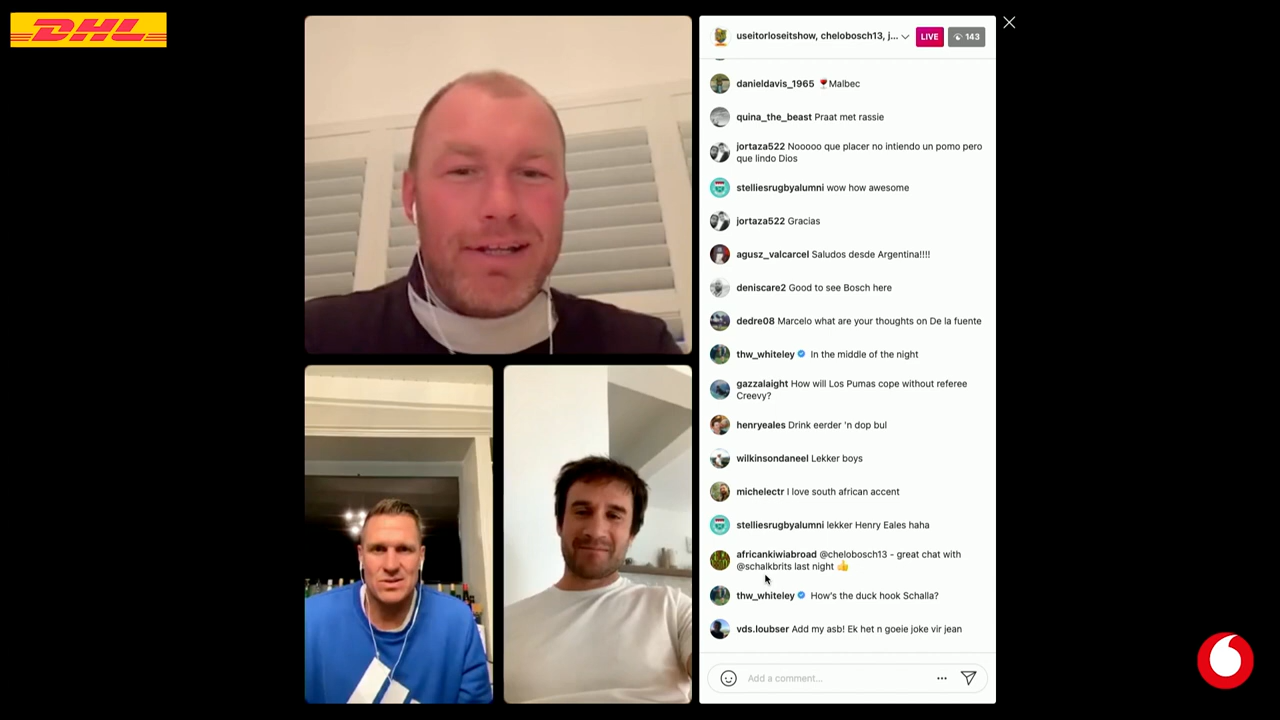 DHL
useitorloseitshow, chelobosch13, j...
LIVE
143
danieldavis_1965 🍷Malbec
quina_the_beast Praat met rassie
jortaza522 Nooooo que placer no intiendo un pomo pero
que lindo Dios
stelliesrugbyalumni wow how awesome
jortaza522 Gracias
agusz_valcarcel Saludos desde Argentina!!!!
deniscare2 Good to see Bosch here
dedre08 Marcelo what are your thoughts on De la fuente
thw_whiteley In the middle of the night
gazzalaight How will Los Pumas cope without referee
Creevy?
henryeales Drink eerder 'n dop bul
wilkinsondaneel Lekker boys
michelectr I love south african accent
stelliesrugbyalumni lekker Henry Eales haha
africankiwiabroad @chelobosch13 - great chat with
@schalkbrits last night 👍
thw_whiteley How's the duck hook Schalla?
vds.loubser Add my asb! Ek het n goeie joke vir jean
Add a comment...